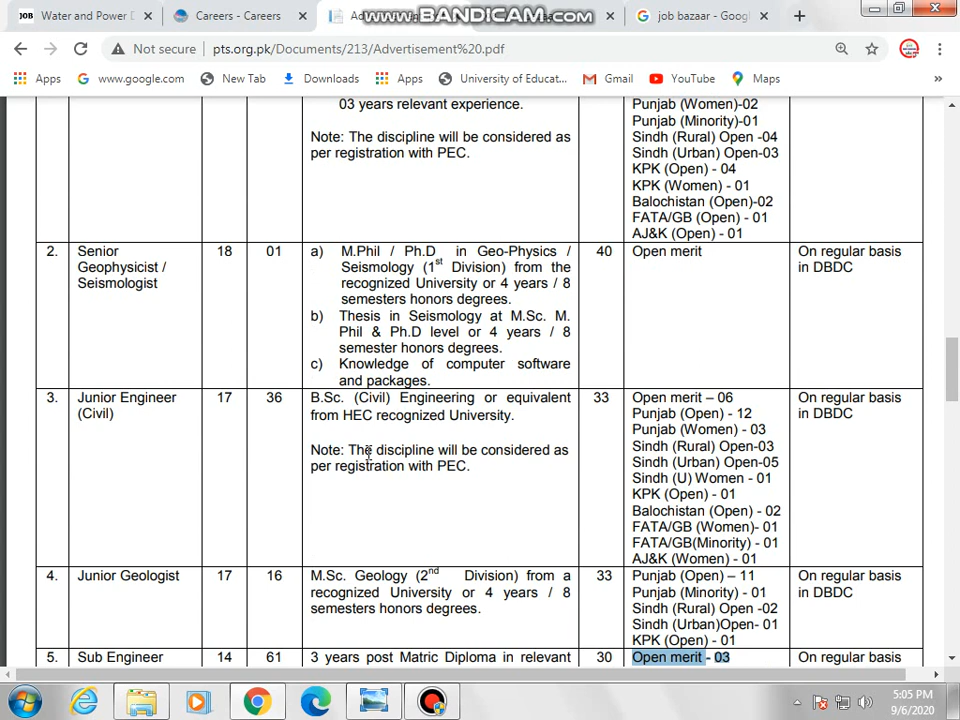 Water and Power D
Careers - Careers
Ad
WWW.BANDICAM.COM
job bazaar - Goog
Not secure
pts.org.pk/Documents/213/Advertisement%20.pdf
Apps
www.google.com
New Tab
Downloads
Apps
University of Educat...
Gmail
YouTube
Maps
»
03 years relevant experience.
Note: The discipline will be considered as
per registration with PEC.
Punjab (Women)-02
Punjab (Minority)-01
Sindh (Rural) Open -04
Sindh (Urban) Open-03
KPK (Open) - 04
KPK (Women) - 01
Balochistan (Open)-02
FATA/GB (Open) - 01
AJ&K (Open) - 01
2.
Senior
Geophysicist /
Seismologist
18
01
a) M.Phil / Ph.D in Geo-Physics /
Seismology (1st Division) from the
recognized University or 4 years / 8
semesters honors degrees.
b) Thesis in Seismology at M.Sc. M.
Phil & Ph.D level or 4 years / 8
semester honors degrees.
c) Knowledge of computer software
and packages.
40
Open merit
On regular basis
in DBDC
3.
Junior Engineer
(Civil)
17
36
B.Sc. (Civil) Engineering or equivalent
from HEC recognized University.
Note: The discipline will be considered as
per registration with PEC.
33
Open merit – 06
Punjab (Open) - 12
Punjab (Women) - 03
Sindh (Rural) Open-03
Sindh (Urban) Open-05
Sindh (U) Women - 01
KPK (Open) - 01
Balochistan (Open) - 02
FATA/GB (Women)- 01
FATA/GB(Minority) - 01
AJ&K (Women) - 01
On regular basis
in DBDC
4.
Junior Geologist
17
16
M.Sc. Geology (2nd Division) from a
recognized University or 4 years / 8
semesters honors degrees.
33
Punjab (Open) – 11
Punjab (Minority) - 01
Sindh (Rural) Open -02
Sindh (Urban)Open- 01
KPK (Open) - 01
On regular basis
in DBDC
5.
Sub Engineer
14
61
3 years post Matric Diploma in relevant
30
Open merit - 03
On regular basis
5:05 PM
9/6/2020